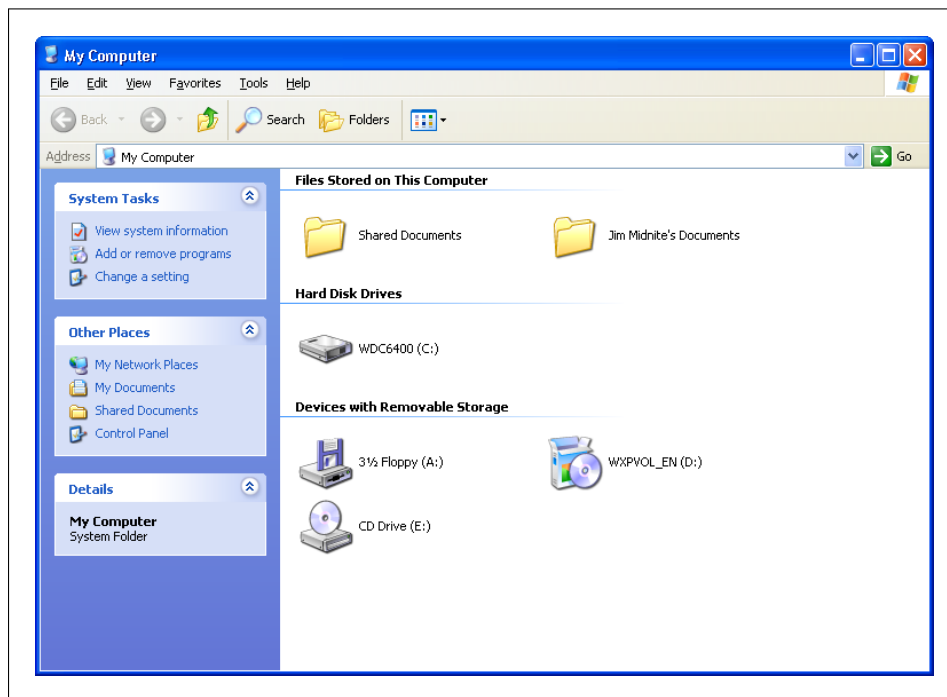 My Computer
File Edit View Favorites Tools Help
Back Search Folders
Address My Computer Go
System Tasks
View system information
Add or remove programs
Change a setting
Other Places
My Network Places
My Documents
Shared Documents
Control Panel
Details
My Computer
System Folder
Files Stored on This Computer
Shared Documents Jim Midnite's Documents
Hard Disk Drives
WDC6400 (C:)
Devices with Removable Storage
3½ Floppy (A:) WXPVOL_EN (D:)
CD Drive (E:)